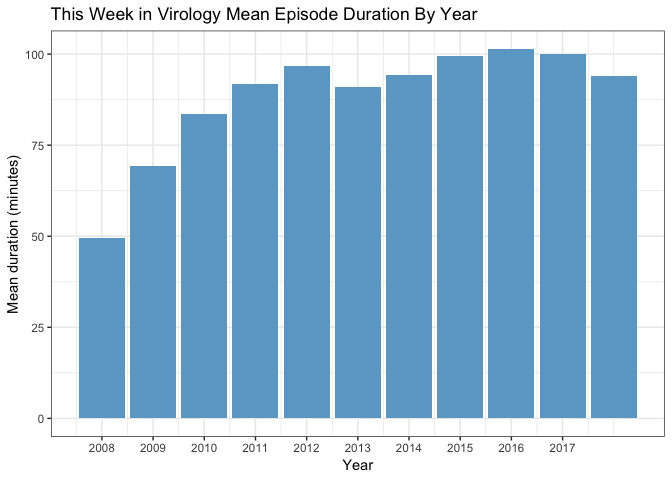 This Week in Virology Mean Episode Duration By Year
100
75
50
25
0
Mean duration (minutes)
2008 2009 2010 2011 2012 2013 2014 2015 2016 2017
Year